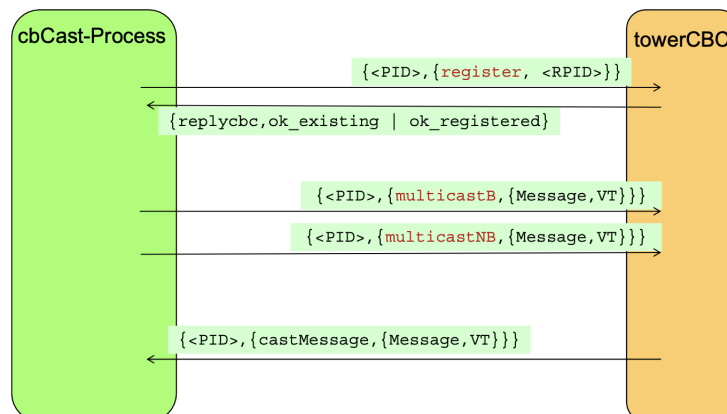 cbCast-Process
towerCBC
{<PID>,{register, <RPID>}}
{replycbc,ok_existing | ok_registered}
{<PID>,{multicastB,{Message,VT}}}
{<PID>,{multicastNB,{Message,VT}}}
{<PID>,{castMessage,{Message,VT}}}